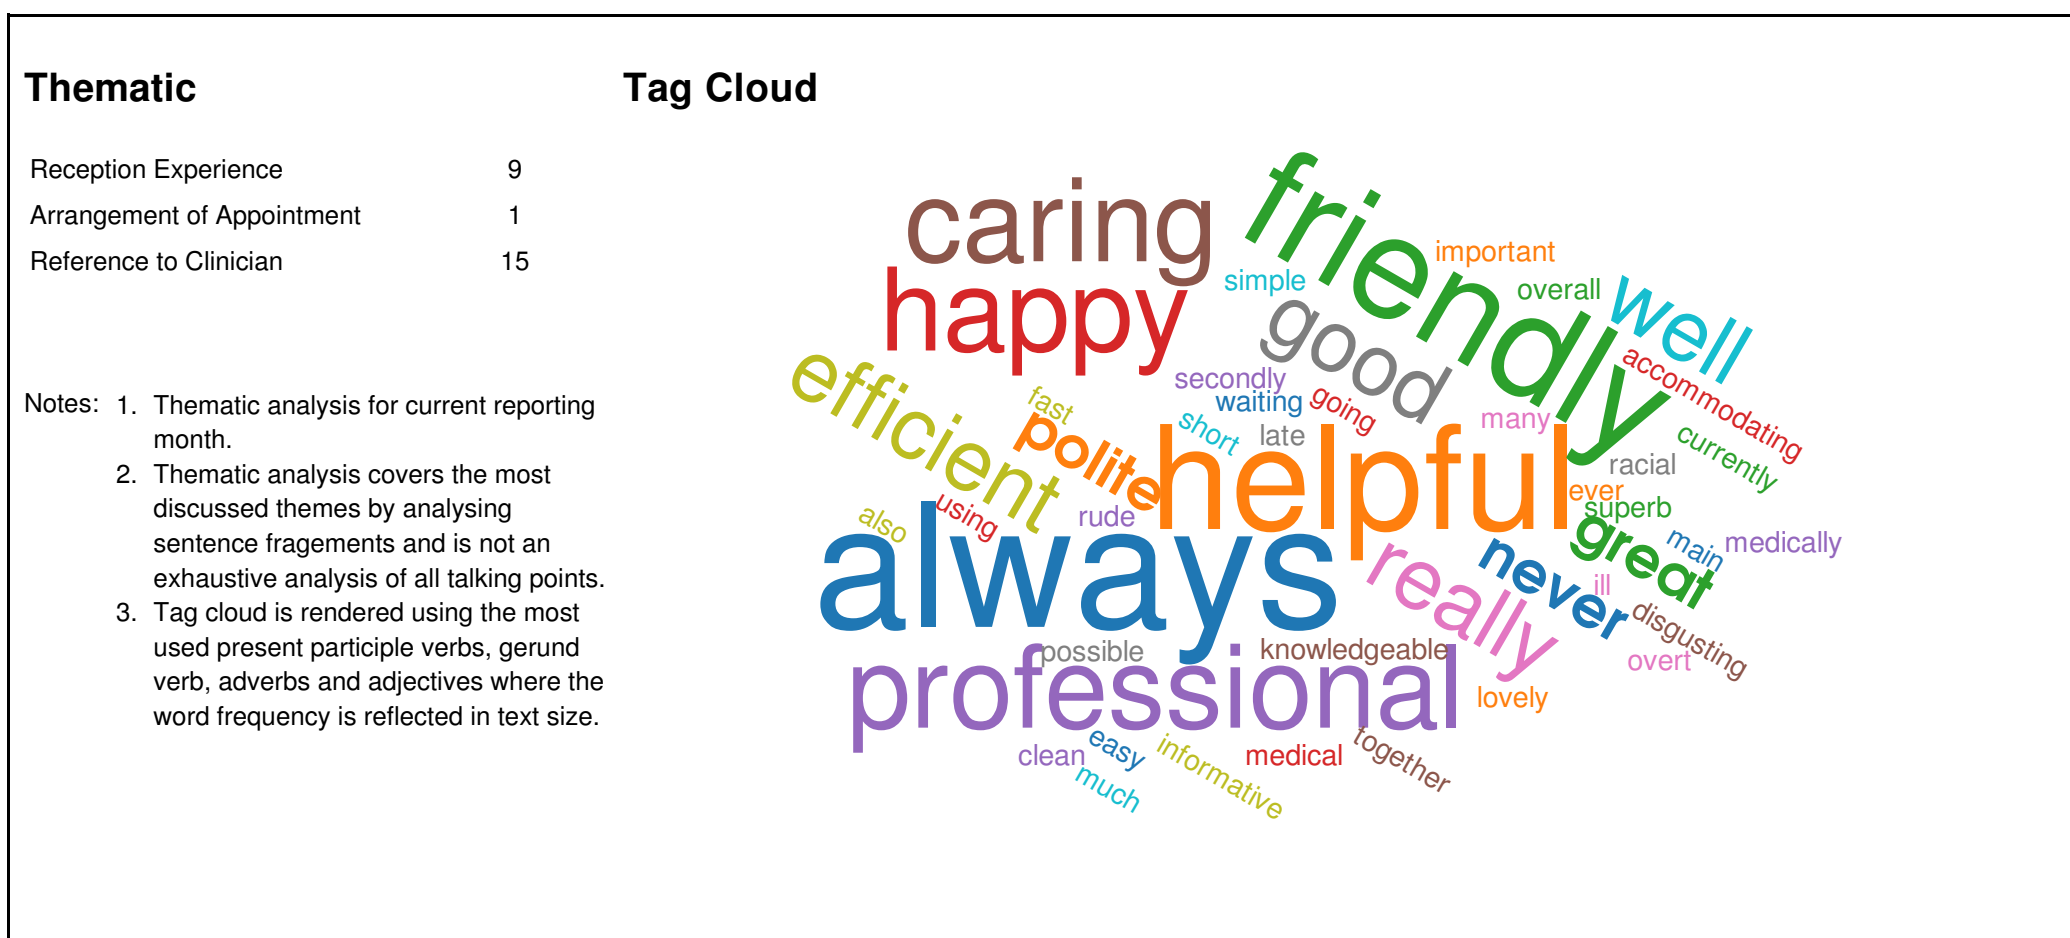 Thematic
Tag Cloud
Reception Experience 9
Arrangement of Appointment 1
Reference to Clinician 15
Notes: 1. Thematic analysis for current reporting
month.
2. Thematic analysis covers the most
discussed themes by analysing
sentence fragements and is not an
exhaustive analysis of all talking points.
3. Tag cloud is rendered using the most
used present participle verbs, gerund
verb, adverbs and adjectives where the
word frequency is reflected in text size.
caring
friendly
important
simple
overall
well
happy
good
accommodating
efficient
secondly
fast
waiting
going
many
polite
short
late
currently
helpful
racial
ever
superb
also
using
rude
great
main
medically
always
really
never
ill
disgusting
possible
knowledgeable
overt
professional
lovely
clean
easy
informative
medical
together
much